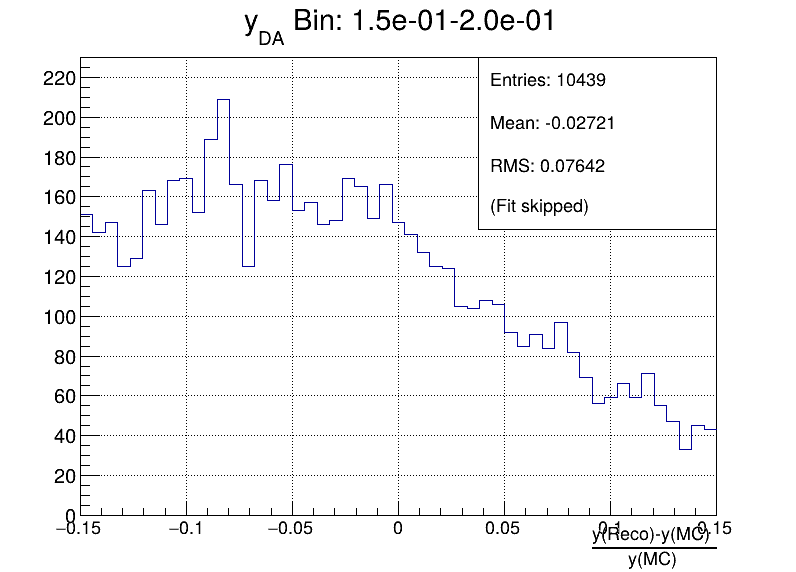 y_DA Bin: 1.5e-01-2.0e-01
Entries: 10439
Mean: -0.02721
RMS: 0.07642
(Fit skipped)
220
200
180
160
140
120
100
80
60
40
20
0
−0.15 −0.1 −0.05 0 0.05 0.1 0.15
y(Reco)-y(MC)
y(MC)